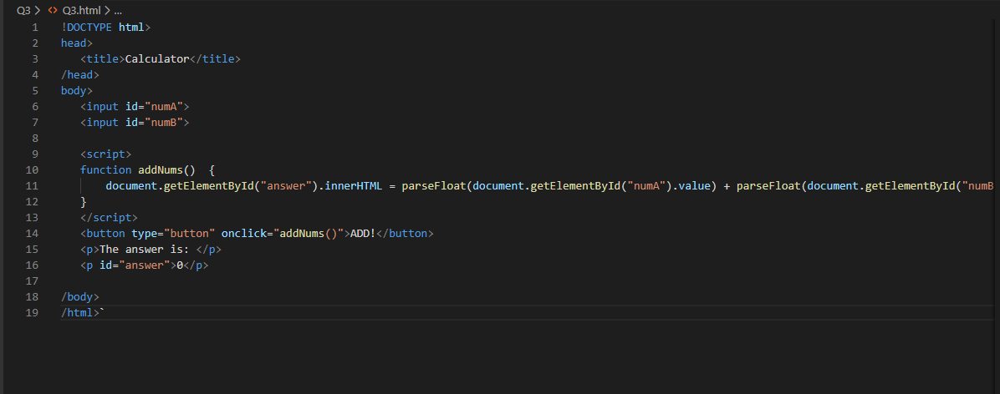 Q3 > <> Q3.html > ...
1 !DOCTYPE html>
2 head>
3    <title>Calculator</title>
4 /head>
5 body>
6    <input id="numA">
7    <input id="numB">
8
9    <script>
10    function addNums()  {
11        document.getElementById("answer").innerHTML = parseFloat(document.getElementById("numA").value) + parseFloat(document.getElementById("numB
12    }
13    </script>
14    <button type="button" onclick="addNums()">ADD!</button>
15    <p>The answer is: </p>
16    <p id="answer">0</p>
17
18 /body>
19 /html>`